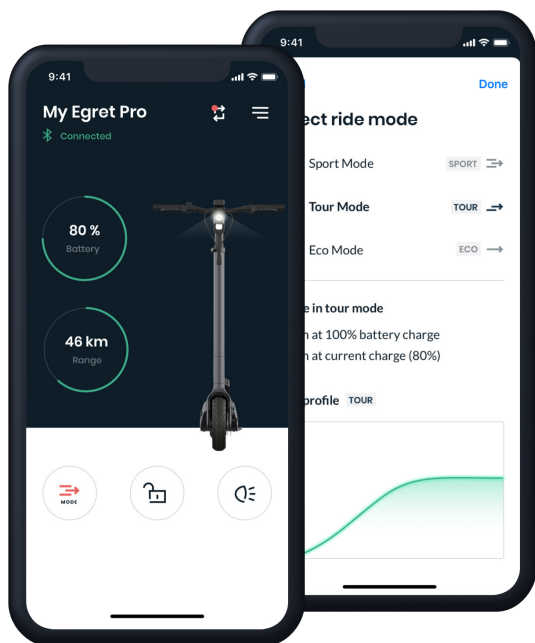 9:41
My Egret Pro
Connected
80 %
Battery
46 km
Range
MODE
9:41
Done
ect ride mode
Sport Mode
SPORT
Tour Mode
TOUR
Eco Mode
ECO
e in tour mode
at 100% battery charge
at current charge (80%)
profile TOUR